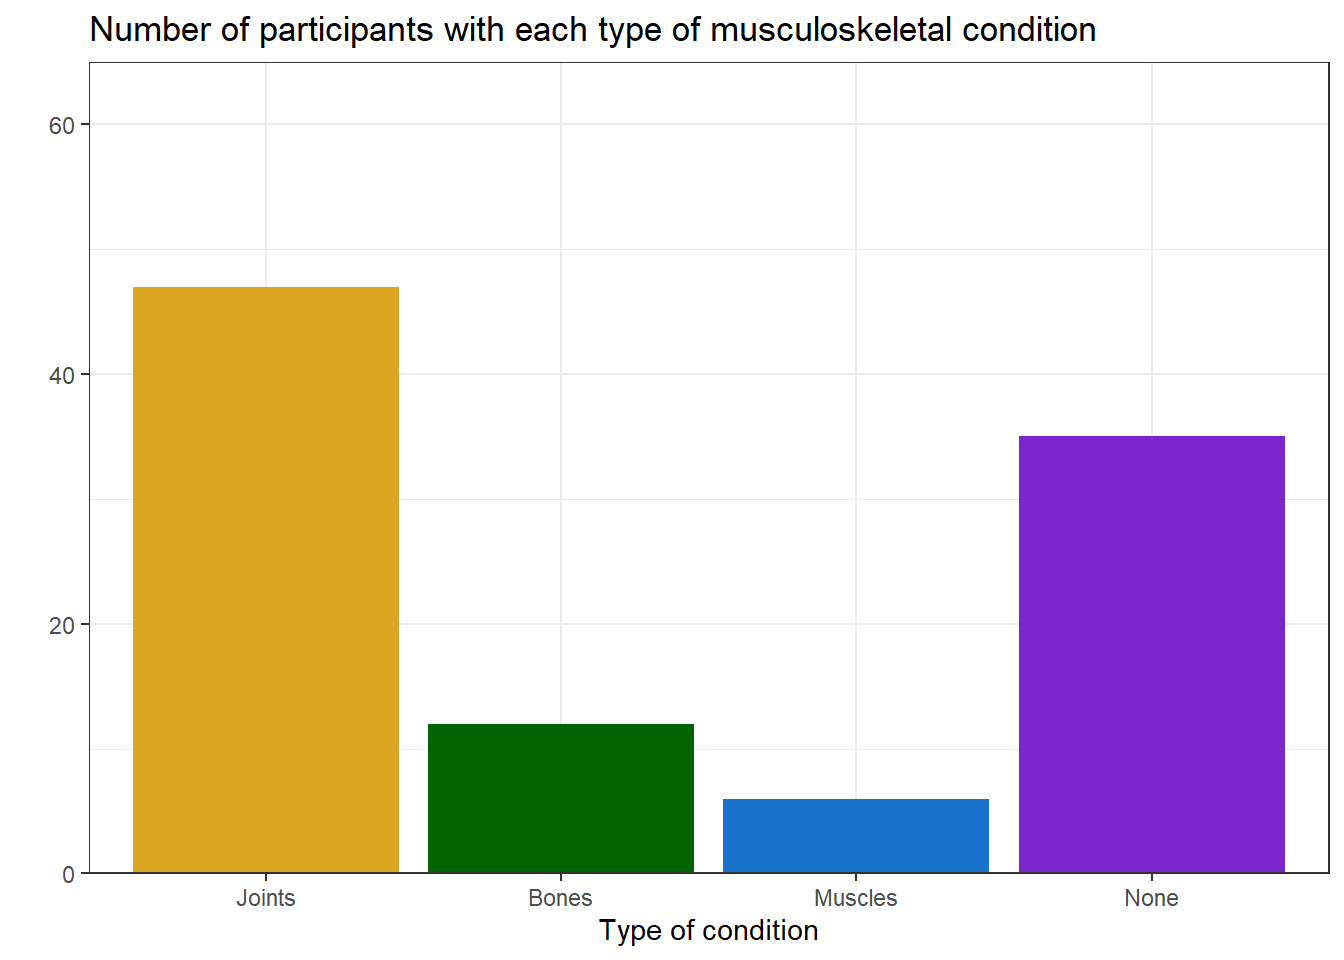 Number of participants with each type of musculoskeletal condition
60
40
20
0
Joints Bones Muscles None
Type of condition